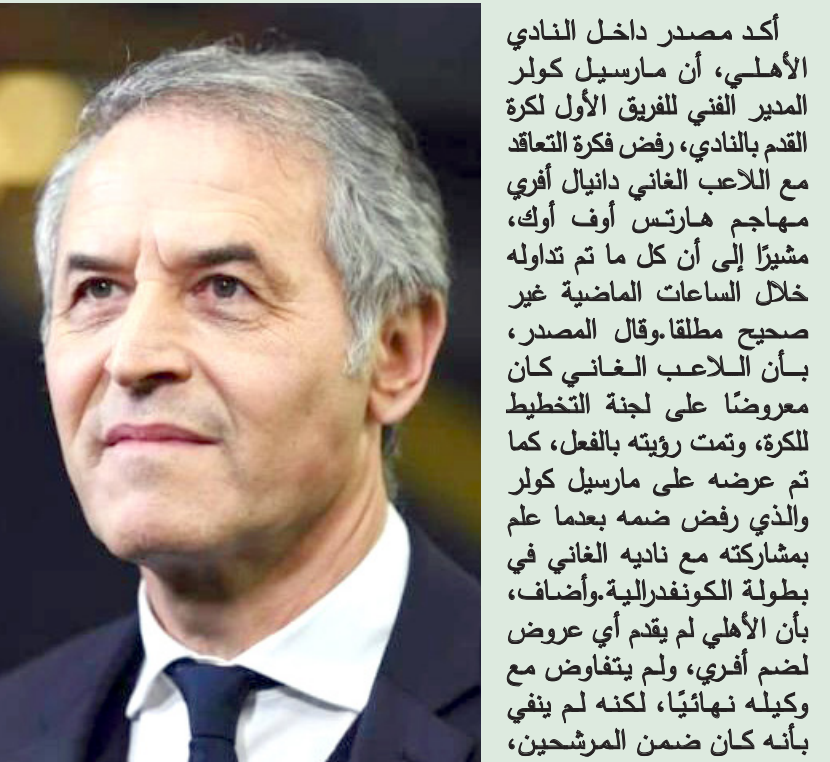 أكد مصدر داخل النادي
الأهلي، أن مارسيل كولر
المدير الفني للفريق الأول لكرة
القدم بالنادي، رفض فكرة التعاقد
مع اللاعب الغاني دانيال أفري
مهاجم هارتس أوف أوك،
مشيرًا إلى أن كل ما تم تداوله
خلال الساعات الماضية غير
صحيح مطلقا.وقال المصدر،
بأن اللاعب الغاني كان
معروضًا على لجنة التخطيط
للكرة، وتمت رؤيته بالفعل، كما
تم عرضه على مارسيل كولر
والذي رفض ضمه بعدما علم
بمشاركته مع ناديه الغاني في
بطولة الكونفدرالية.وأضاف،
بأن الأهلي لم يقدم أي عروض
لضم أفري، ولم يتفاوض مع
وكيله نهائيًا، لكنه لم ينفي
بأنه كان ضمن المرشحين،